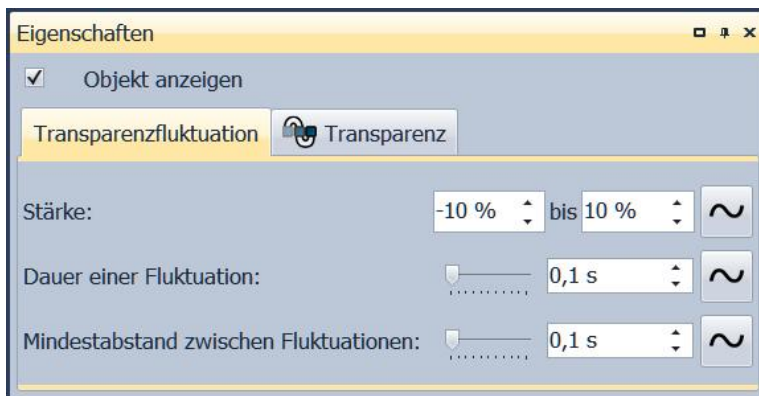 Eigenschaften
Objekt anzeigen
Transparenzfluktuation Transparenz
Stärke: -10 % bis 10 %
Dauer einer Fluktuation: 0,1 s
Mindestabstand zwischen Fluktuationen: 0,1 s